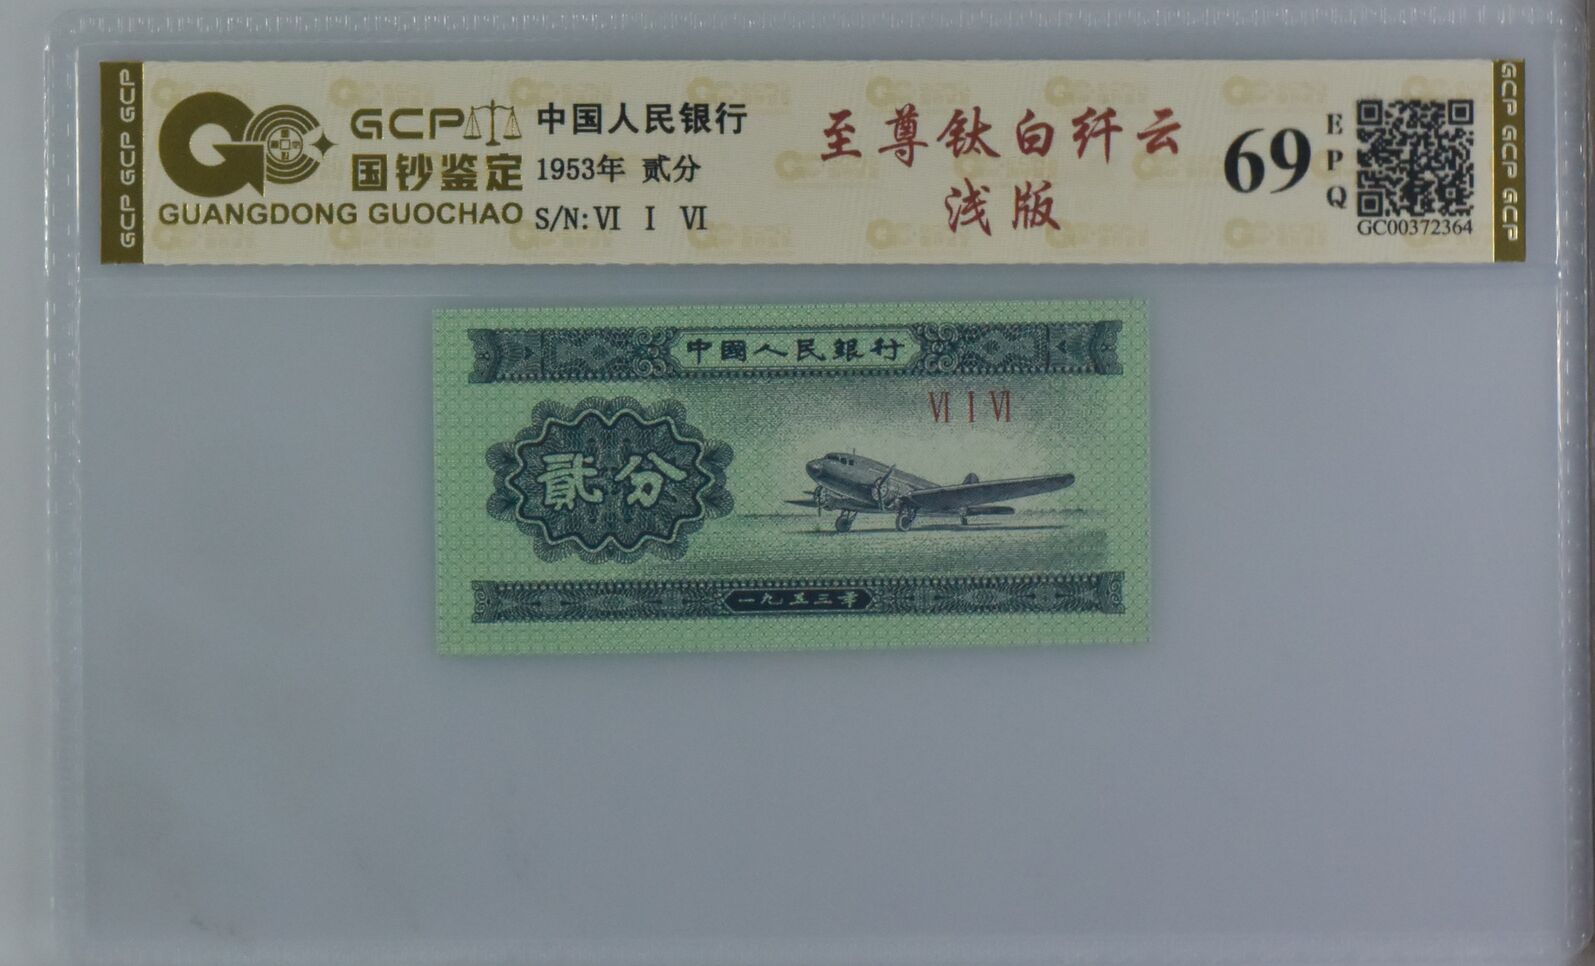 GCP GCP GCP
GCP
国钞鉴定
GUANGDONG GUOCHAO
中国人民银行
1953年 贰分
S/N: Ⅵ Ⅰ Ⅵ
至尊钛白纤云
浅版
69
EPQ
GC00372364
GCP GCP GCP
中國人民銀行
Ⅵ Ⅰ Ⅵ
貳分
一九五三年